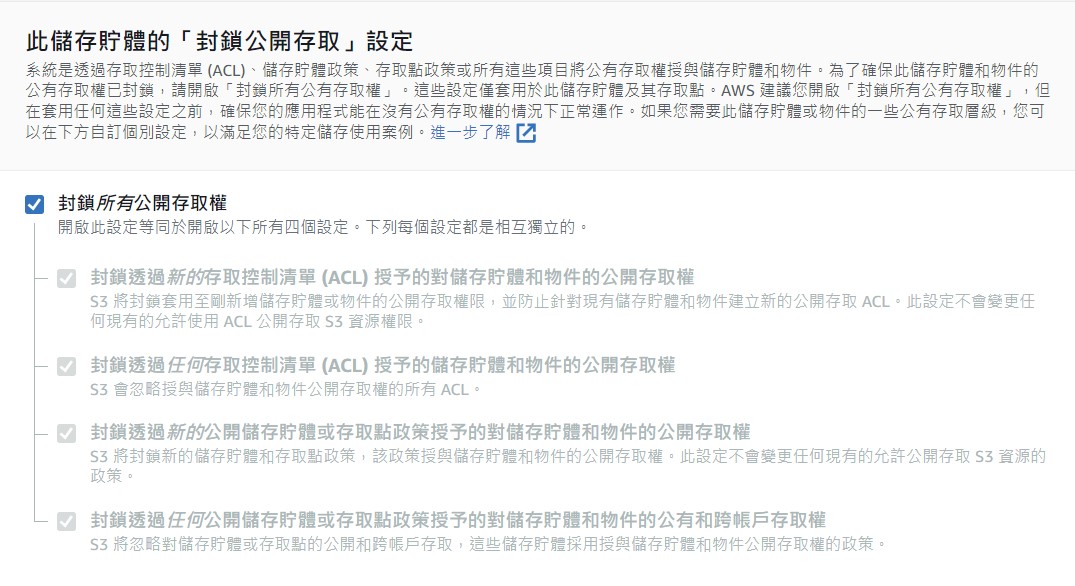 此儲存貯體的「封鎖公開存取」設定
系統是透過存取控制清單 (ACL)、儲存貯體政策、存取點政策或所有這些項目將公有存取權授與儲存貯體和物件。為了確保此儲存貯體和物件的
公有存取權已封鎖，請開啟「封鎖所有公有存取權」。這些設定僅套用於此儲存貯體及其存取點。AWS 建議您開啟「封鎖所有公有存取權」，但
在套用任何這些設定之前，確保您的應用程式能在沒有公有存取權的情況下正常運作。如果您需要此儲存貯體或物件的一些公有存取層級，您可
以在下方自訂個別設定，以滿足您的特定儲存使用案例。進一步了解
封鎖所有公開存取權
開啟此設定等同於開啟以下所有四個設定。下列每個設定都是相互獨立的。
封鎖透過新的存取控制清單 (ACL) 授予的對儲存貯體和物件的公開存取權
S3 將封鎖套用至剛新增儲存貯體或物件的公開存取權限，並防止針對現有儲存貯體和物件建立新的公開存取 ACL。此設定不會變更任
何現有的允許使用 ACL 公開存取 S3 資源權限。
封鎖透過任何存取控制清單 (ACL) 授予的儲存貯體和物件的公開存取權
S3 會忽略授與儲存貯體和物件公開存取權的所有 ACL。
封鎖透過新的公開儲存貯體或存取點政策授予的對儲存貯體和物件的公開存取權
S3 將封鎖新的儲存貯體和存取點政策，該政策授與儲存貯體和物件的公開存取權。此設定不會變更任何現有的允許公開存取 S3 資源的
政策。
封鎖透過任何公開儲存貯體或存取點政策授予的對儲存貯體和物件的公有和跨帳戶存取權
S3 將忽略對儲存貯體或存取點的公開和跨帳戶存取，這些儲存貯體採用授與儲存貯體和物件公開存取權的政策。